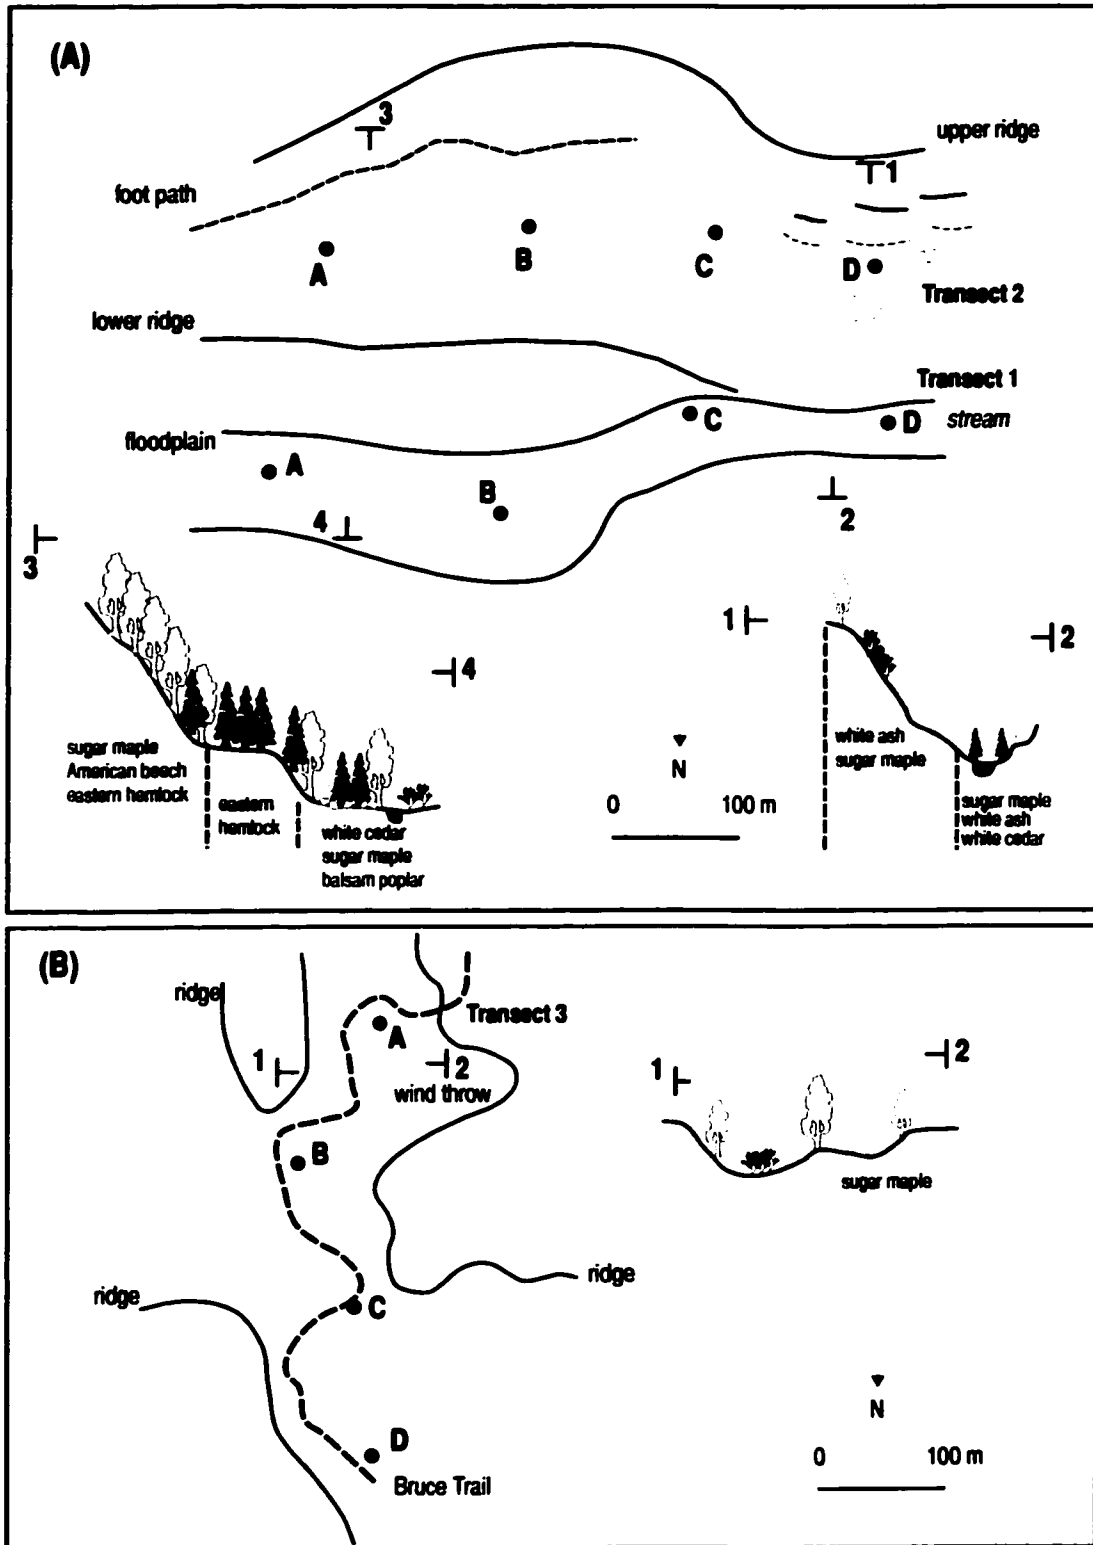 (A)
3
upper ridge
1
foot path
A
B
C
D
Transect 2
lower ridge
Transect 1
C
D
stream
floodplain
A
B
4
2
3
1
2
4
sugar maple
American beech
eastern hemlock
eastern
hemlock
white cedar
sugar maple
balsam poplar
N
0 100 m
white ash
sugar maple
sugar maple
white ash
white cedar
(B)
ridge
Transect 3
A
1
2
wind throw
B
C
ridge
ridge
D
Bruce Trail
1
2
sugar maple
N
0 100 m